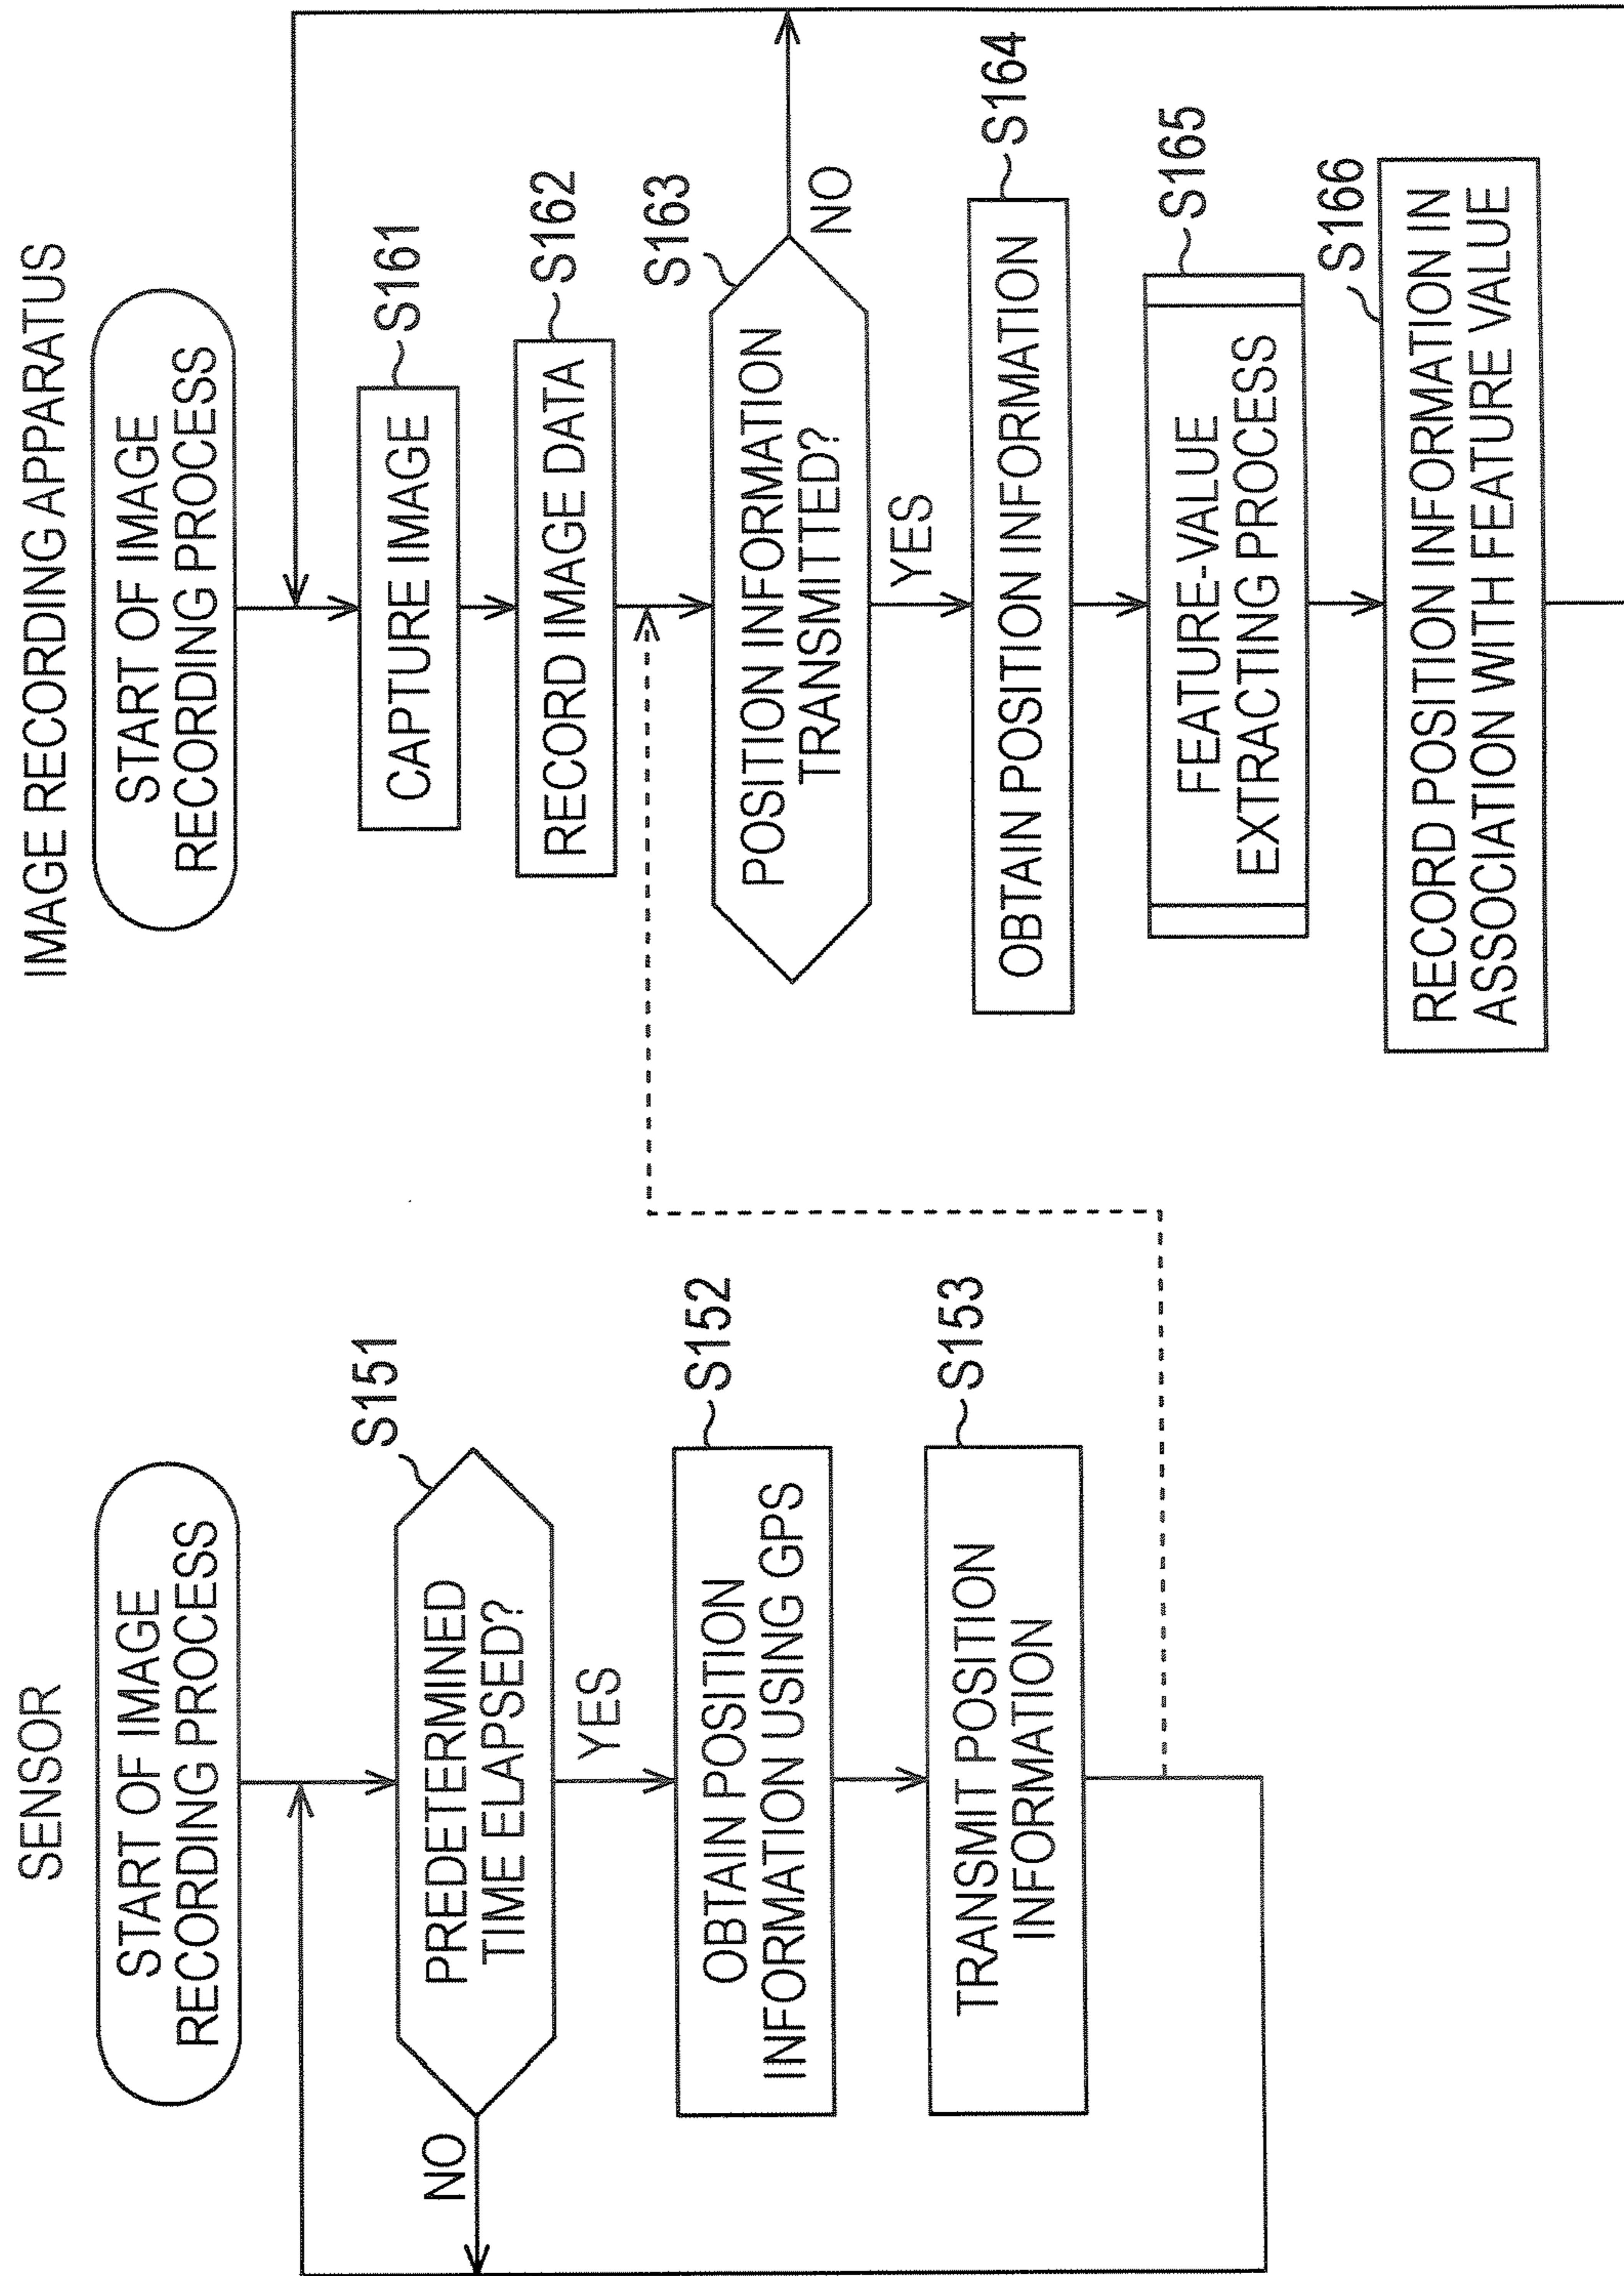 SENSOR
START OF IMAGE
RECORDING PROCESS
S151
PREDETERMINED
TIME ELAPSED?
NO
YES
S152
OBTAIN POSITION
INFORMATION USING GPS
S153
TRANSMIT POSITION
INFORMATION
IMAGE RECORDING APPARATUS
START OF IMAGE
RECORDING PROCESS
S161
CAPTURE IMAGE
S162
RECORD IMAGE DATA
S163
POSITION INFORMATION
TRANSMITTED?
NO
YES
S164
OBTAIN POSITION INFORMATION
S165
FEATURE-VALUE
EXTRACTING PROCESS
S166
RECORD POSITION INFORMATION IN
ASSOCIATION WITH FEATURE VALUE